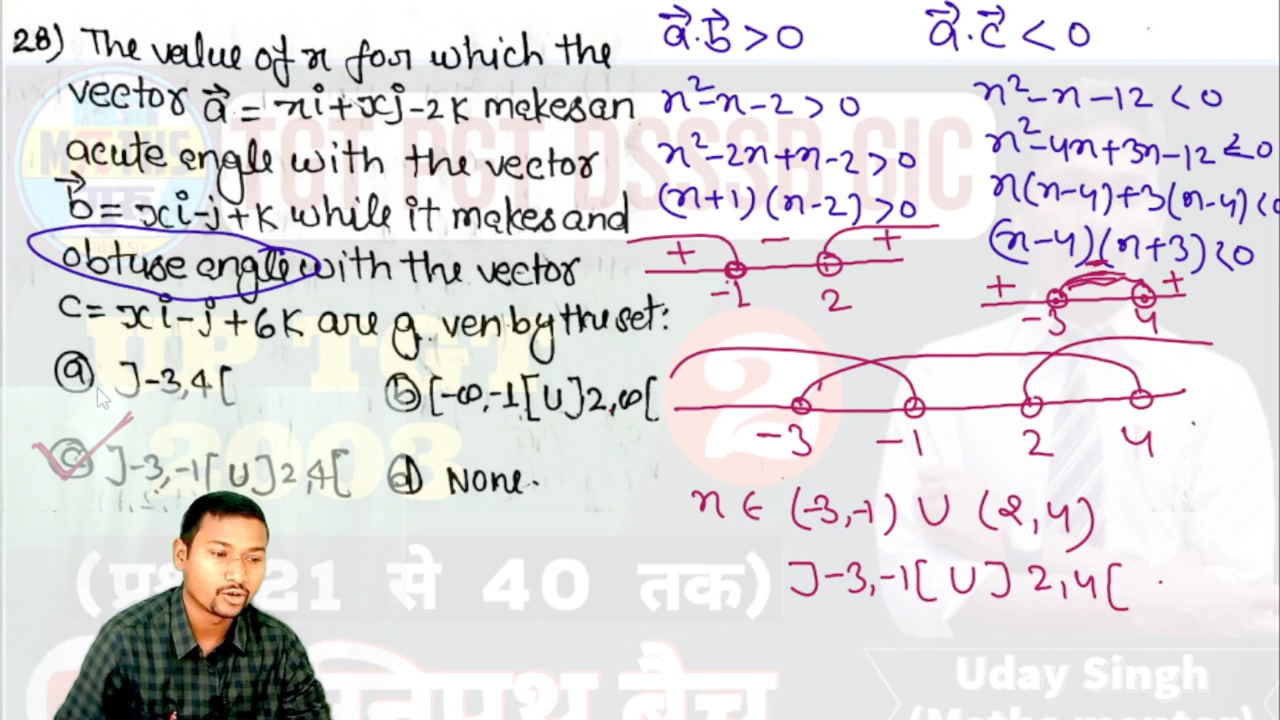 28) The value of x for which the
vector a⃗ = xi+xj-2k makes an
acute angle with the vector
b⃗ = xi-j+k while it makes and
obtuse angle with the vector
c= xi-j+6k are g ven by the set:
(a) ]-3,4[
(b) [-∞,-1[ U ]2,∞[
(c) ]-3,-1[ U ]2,4[
(d) None.
a⃗.b⃗ > 0
x²-x-2 > 0
x²-2x+x-2 > 0
(x+1)(x-2) > 0
+ - +
-1 2
a⃗.c⃗ < 0
x²-x-12 < 0
x²-4x+3x-12 < 0
x(x-4)+3(x-4) < 0
(x-4)(x+3) < 0
+ - +
-3 4
-3 -1 2 4
x ∈ (-3,-1) U (2,4)
]-3,-1[ U ] 2,4[
TGT PGT DSSSB GIC
UP TGT
2003
2
21 से 40 तक)
बैच
Uday Singh